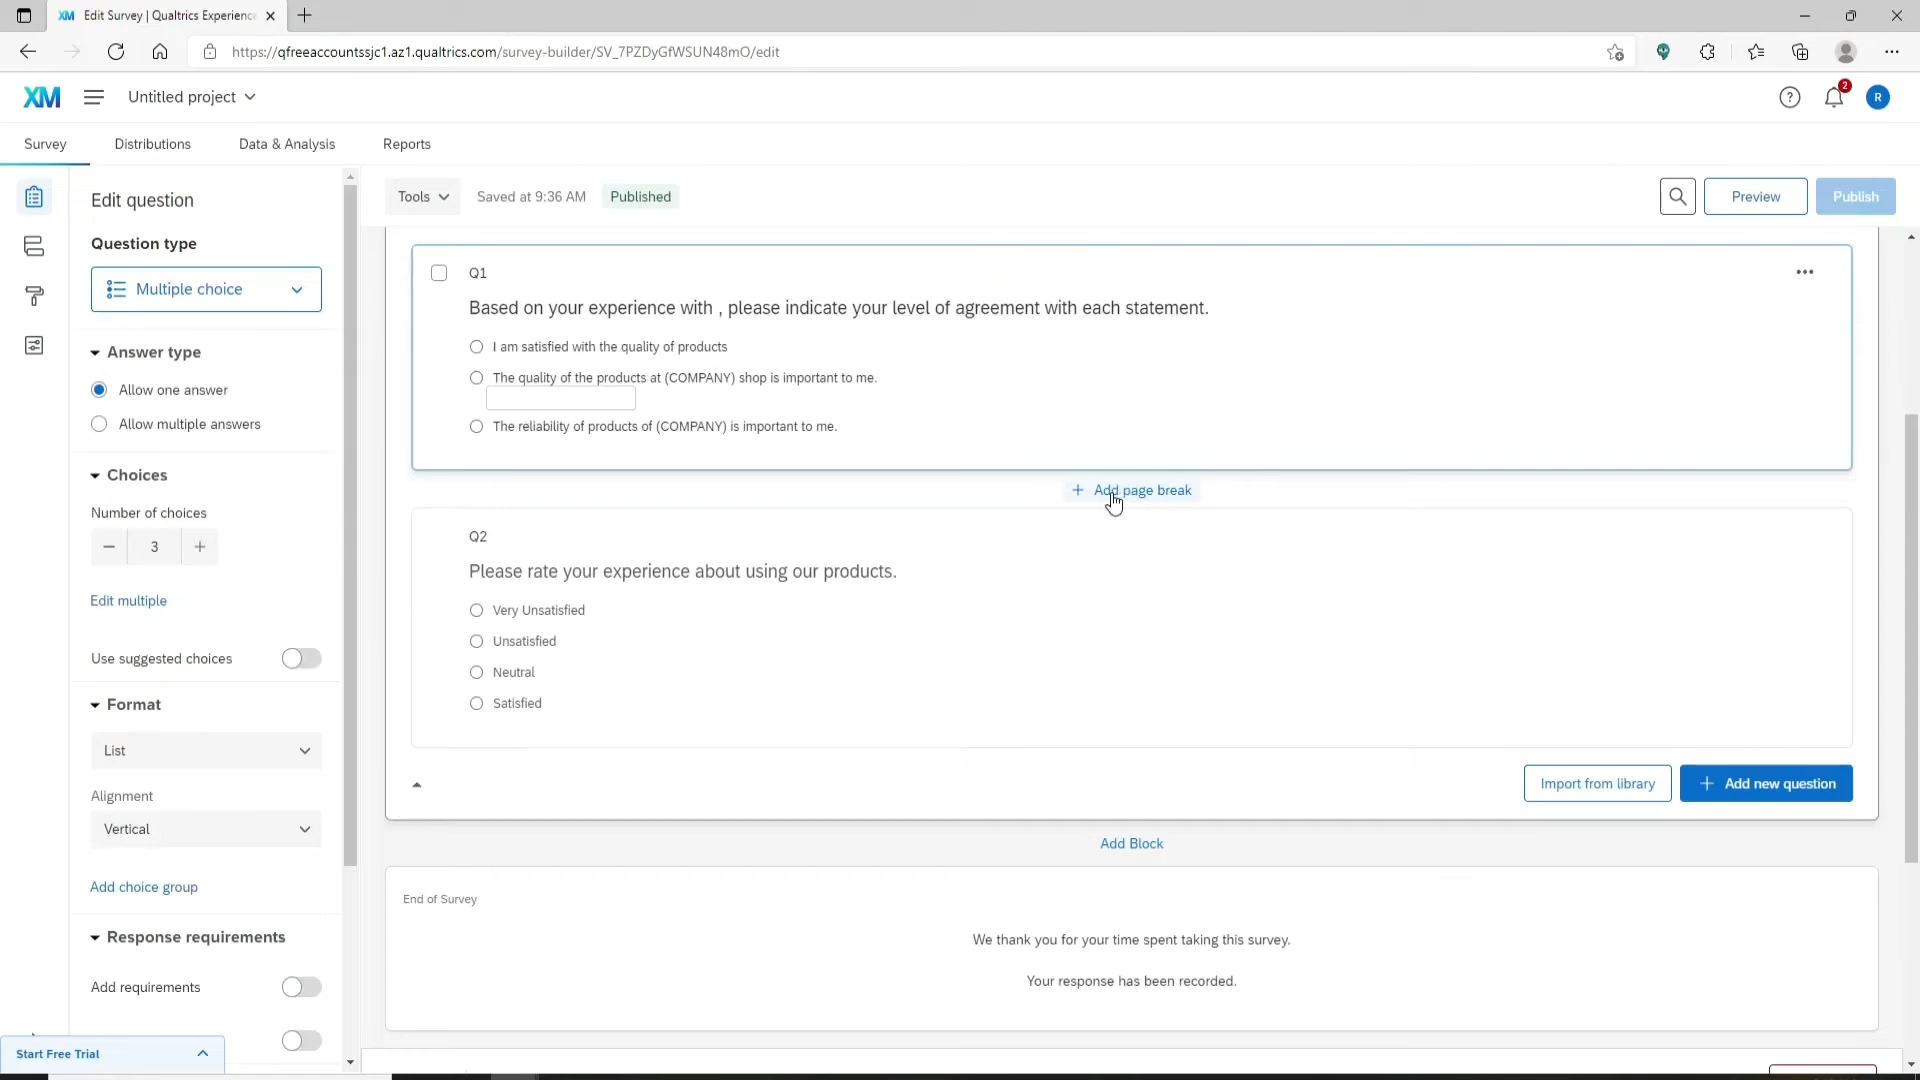 XM Edit Survey | Qualtrics Experience
https://qfreeaccountssjc1.az1.qualtrics.com/survey-builder/SV_7PZDyGfWSUN48mO/edit
XM Untitled project
2
R
Survey Distributions Data & Analysis Reports
Edit question
Tools Saved at 9:36 AM Published Preview Publish
Question type
Multiple choice
Answer type
Allow one answer
Allow multiple answers
Choices
Number of choices
3
Edit multiple
Use suggested choices
Format
List
Alignment
Vertical
Add choice group
Response requirements
Add requirements
Start Free Trial
Q1
Based on your experience with , please indicate your level of agreement with each statement.
I am satisfied with the quality of products
The quality of the products at (COMPANY) shop is important to me.
The reliability of products of (COMPANY) is important to me.
Add page break
Q2
Please rate your experience about using our products.
Very Unsatisfied
Unsatisfied
Neutral
Satisfied
Import from library + Add new question
Add Block
End of Survey
We thank you for your time spent taking this survey.
Your response has been recorded.